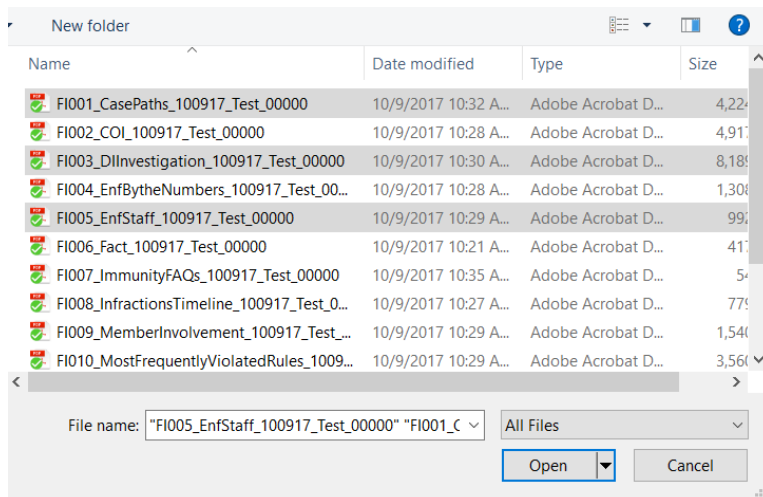 New folder
?
Name Date modified Type Size
FI001_CasePaths_100917_Test_00000 10/9/2017 10:32 A... Adobe Acrobat D... 4,224
FI002_COI_100917_Test_00000 10/9/2017 10:28 A... Adobe Acrobat D... 4,917
FI003_DIInvestigation_100917_Test_00000 10/9/2017 10:30 A... Adobe Acrobat D... 8,189
FI004_EnfBytheNumbers_100917_Test_00... 10/9/2017 10:28 A... Adobe Acrobat D... 1,308
FI005_EnfStaff_100917_Test_00000 10/9/2017 10:29 A... Adobe Acrobat D... 992
FI006_Fact_100917_Test_00000 10/9/2017 10:21 A... Adobe Acrobat D... 417
FI007_ImmunityFAQs_100917_Test_00000 10/9/2017 10:35 A... Adobe Acrobat D... 54
FI008_InfractionsTimeline_100917_Test_0... 10/9/2017 10:27 A... Adobe Acrobat D... 779
FI009_MemberInvolvement_100917_Test_... 10/9/2017 10:29 A... Adobe Acrobat D... 1,540
FI010_MostFrequentlyViolatedRules_1009... 10/9/2017 10:29 A... Adobe Acrobat D... 3,560
File name: "FI005_EnfStaff_100917_Test_00000" "FI001_C All Files
Open Cancel